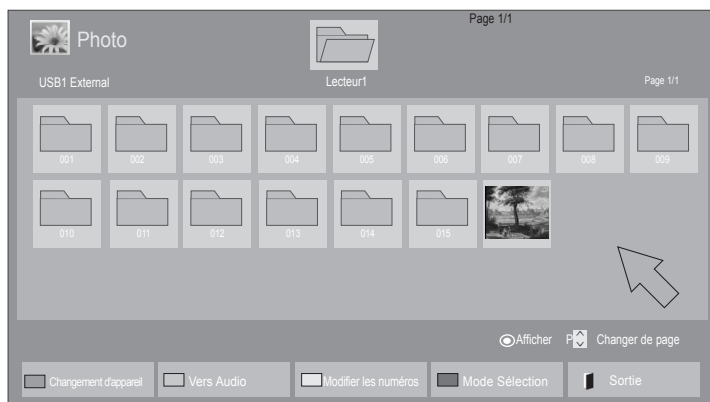 Page 1/1
Photo
USB1 External
Lecteur1
Page 1/1
001 002 003 004 005 006 007 008 009
010 011 012 013 014 015
Afficher P Changer de page
Changement d'appareil Vers Audio Modifier les numéros Mode Sélection Sortie